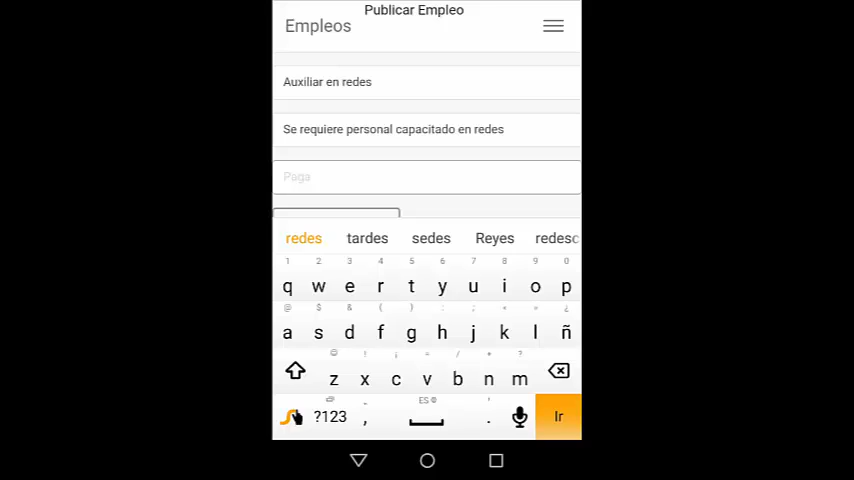 Publicar Empleo
Empleos
Auxiliar en redes
Se requiere personal capacitado en redes
Paga
redes tardes sedes Reyes redesc
1 2 3 4 5 6 7 8 9 0
q w e r t y u i o p
@ $ & ( ) : ; < > ¿
a s d f g h j k l ñ
! ¡ = / + ?
z x c v b n m
ES
?123 , . Ir